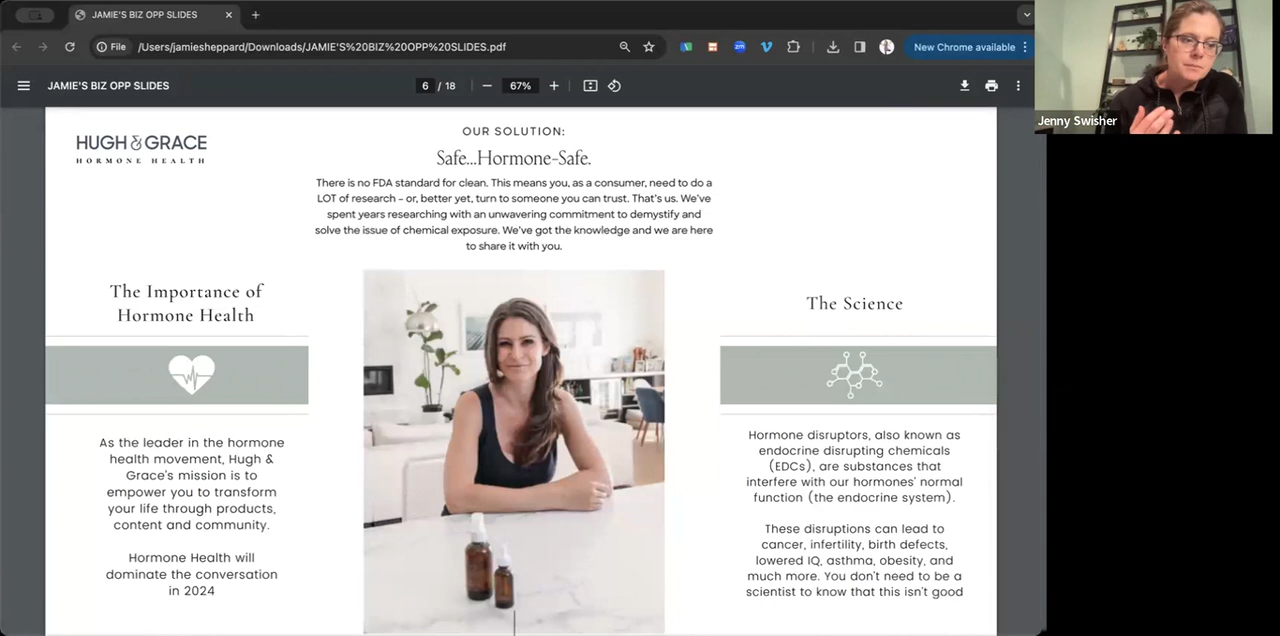 JAMIE'S BIZ OPP SLIDES
File
/Users/jamiesheppard/Downloads/JAMIE'S%20BIZ%20OPP%20SLIDES.pdf
zm
New Chrome available
JAMIE'S BIZ OPP SLIDES
6 / 18
67%
Jenny Swisher
HUGH & GRACE
HORMONE HEALTH
OUR SOLUTION:
Safe...Hormone-Safe.
There is no FDA standard for clean. This means you, as a consumer, need to do a
LOT of research – or, better yet, turn to someone you can trust. That's us. We've
spent years researching with an unwavering commitment to demystify and
solve the issue of chemical exposure. We've got the knowledge and we are here
to share it with you.
The Importance of
Hormone Health
As the leader in the hormone
health movement, Hugh &
Grace's mission is to
empower you to transform
your life through products,
content and community.
Hormone Health will
dominate the conversation
in 2024
The Science
Hormone disruptors, also known as
endocrine disrupting chemicals
(EDCs), are substances that
interfere with our hormones' normal
function (the endocrine system).
These disruptions can lead to
cancer, infertility, birth defects,
lowered IQ, asthma, obesity, and
much more. You don't need to be a
scientist to know that this isn't good